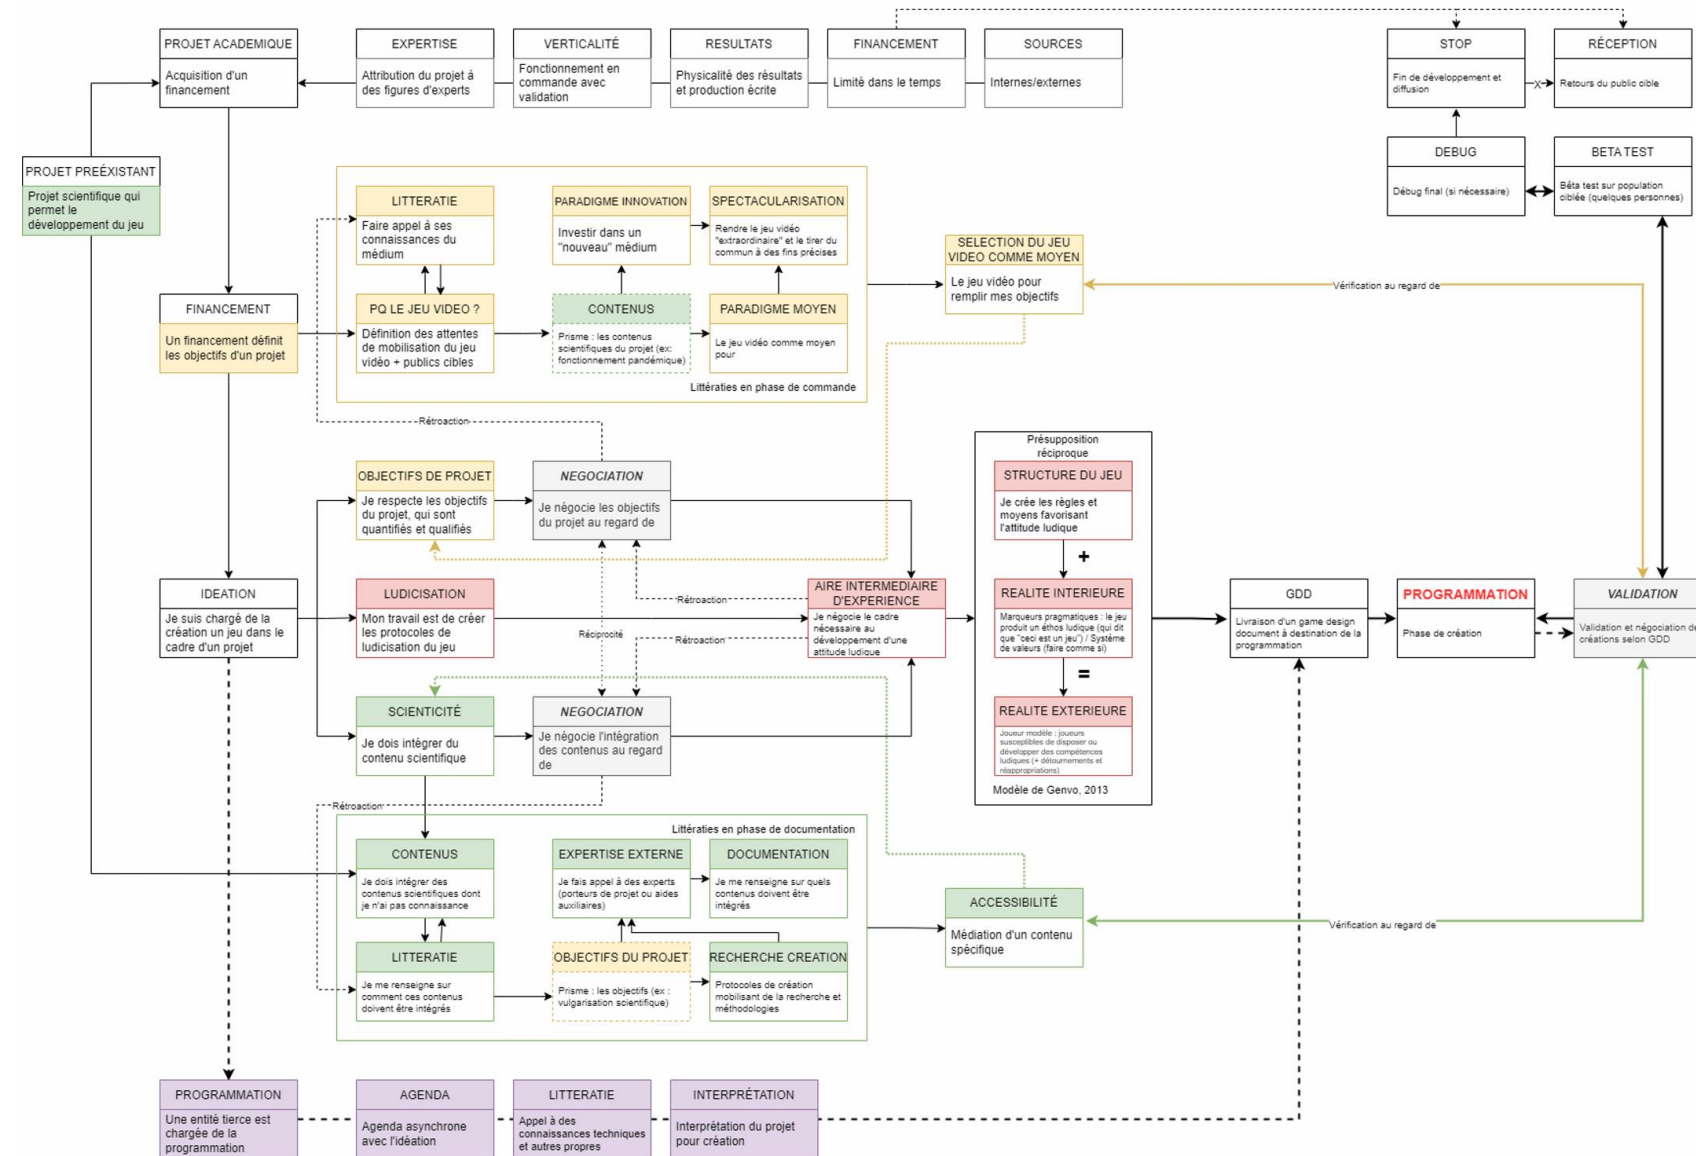 PROJET ACADEMIQUE
Acquisition d'un
financement
EXPERTISE
Attribution du projet à
des figures d'experts
VERTICALITÉ
Fonctionnement en
commande avec
validation
RESULTATS
Physicalité des résultats
et production écrite
FINANCEMENT
Limité dans le temps
SOURCES
Internes/externes
STOP
Fin de développement et
diffusion
X
RÉCEPTION
Retours du public cible
PROJET PREÉXISTANT
Projet scientifique qui
permet le
développement du jeu
DEBUG
Débug final (si nécessaire)
BETA TEST
Bêta test sur population
ciblée (quelques personnes)
LITTERATIE
Faire appel à ses
connaissances du
médium
PARADIGME INNOVATION
Investir dans un
"nouveau" médium
SPECTACULARISATION
Rendre le jeu vidéo
"extraordinaire" et le tirer du
commun à des fins précises
SELECTION DU JEU
VIDEO COMME MOYEN
Le jeu vidéo pour
remplir mes objectifs
Vérification au regard de
FINANCEMENT
Un financement définit
les objectifs d'un projet
PQ LE JEU VIDEO ?
Définition des attentes
de mobilisation du jeu
vidéo + publics cibles
CONTENUS
Prisme : les contenus
scientifiques du projet (ex:
fonctionnement pandémique)
PARADIGME MOYEN
Le jeu vidéo comme moyen
pour
Littératies en phase de commande
Rétroaction
OBJECTIFS DE PROJET
Je respecte les objectifs
du projet, qui sont
quantifiés et qualifiés
NEGOCIATION
Je négocie les objectifs
du projet au regard de
Présupposition
réciproque
STRUCTURE DU JEU
Je crée les règles et
moyens favorisant
l'attitude ludique
+
IDEATION
Je suis chargé de la
création un jeu dans le
cadre d'un projet
LUDICISATION
Mon travail est de créer
les protocoles de
ludicisation du jeu
Rétroaction
Réciprocité
Rétroaction
AIRE INTERMEDIAIRE
D'EXPERIENCE
Je négocie le cadre
nécessaire au
développement d'une
attitude ludique
REALITE INTERIEURE
Marqueurs pragmatiques : le jeu
produit un éthos ludique (qui dit
que "ceci est un jeu") / Système
de valeurs (faire comme si)
=
GDD
Livraison d'un game design
document à destination de la
programmation
PROGRAMMATION
Phase de création
VALIDATION
Validation et négociation de
créations selon GDD
SCIENTICITÉ
Je dois intégrer du
contenu scientifique
NEGOCIATION
Je négocie l'intégration
des contenus au regard
de
REALITE EXTERIEURE
Joueur modèle : joueurs
susceptibles de disposer ou
développer des compétences
ludiques (+ détournements et
réappropriations)
Modèle de Genvo, 2013
Rétroaction
Littératies en phase de documentation
CONTENUS
Je dois intégrer des
contenus scientifiques dont
je n'ai pas connaissance
EXPERTISE EXTERNE
Je fais appel à des experts
(porteurs de projet ou aides
auxiliaires)
DOCUMENTATION
Je me renseigne sur quels
contenus doivent être
intégrés
ACCESSIBILITÉ
Médiation d'un contenu
spécifique
Vérification au regard de
LITTERATIE
Je me renseigne sur
comment ces contenus
doivent être intégrés
OBJECTIFS DU PROJET
Prisme : les objectifs (ex :
vulgarisation scientifique)
RECHERCHE CREATION
Protocoles de création
mobilisant de la recherche et
méthodologies
PROGRAMMATION
Une entité tierce est
chargée de la
programmation
AGENDA
Agenda asynchrone
avec l'idéation
LITTERATIE
Appel à des
connaissances techniques
et autres propres
INTERPRÉTATION
Interprétation du projet
pour création